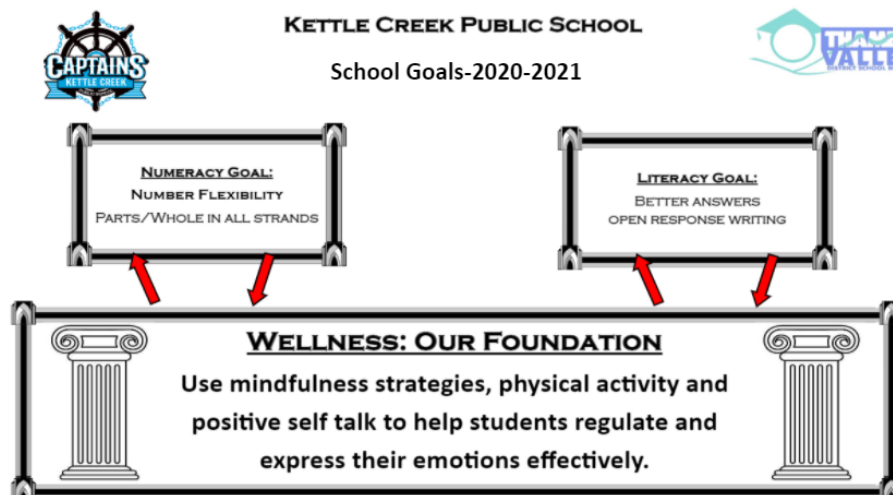 KETTLE CREEK PUBLIC SCHOOL
School Goals-2020-2021
CAPTAINS
KETTLE CREEK
VALLEY
NUMERACY GOAL:
NUMBER FLEXIBILITY
PARTS/WHOLE IN ALL STRANDS
LITERACY GOAL:
BETTER ANSWERS
OPEN RESPONSE WRITING
WELLNESS: OUR FOUNDATION
Use mindfulness strategies, physical activity and
positive self talk to help students regulate and
express their emotions effectively.